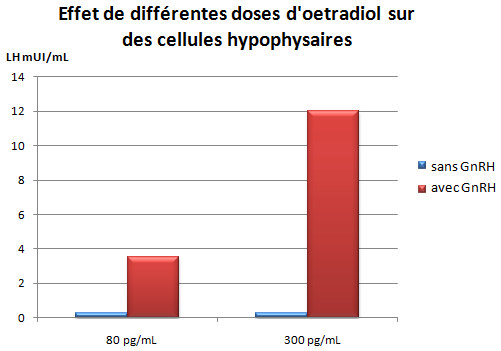 Effet de différentes doses d'oetradiol sur
des cellules hypophysaires
LH mUI/mL
14
12
10
8
6
4
2
0
80 pg/mL
300 pg/mL
sans GnRH
avec GnRH